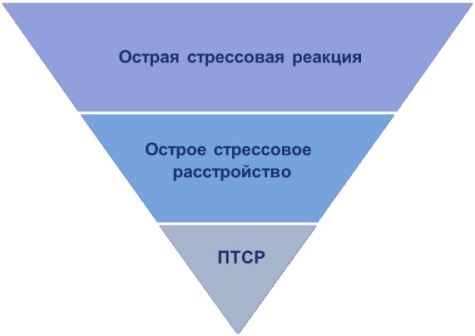 Острая стрессовая реакция
Острое стрессовое
расстройство
ПТСР